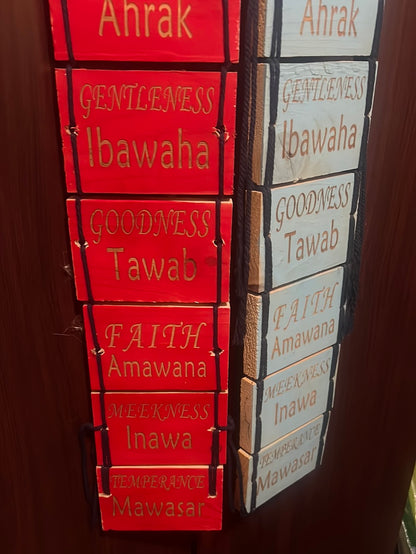 Ahrak
GENTLENESS
Ibawaha
GOODNESS
Tawab
FAITH
Amawana
MEEKNESS
Inawa
TEMPERANCE
Mawasar
Ahrak
GENTLENESS
Ibawaha
GOODNESS
Tawab
FAITH
Amawana
MEEKNESS
Inawa
TEMPERANCE
Mawasar